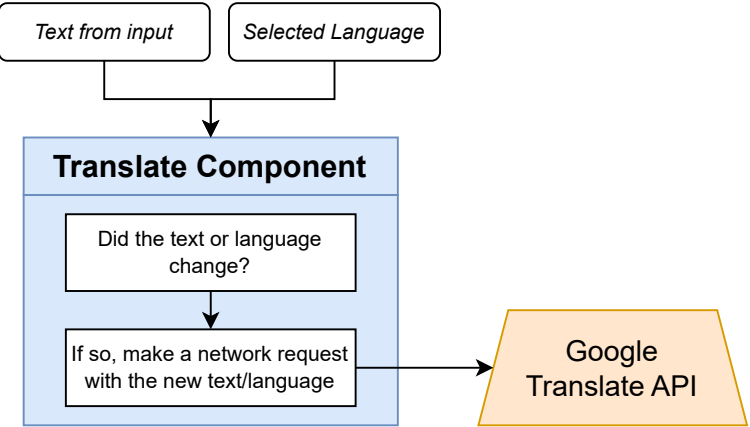 Text from input
Selected Language
Translate Component
Did the text or language
change?
If so, make a network request
with the new text/language
Google
Translate API